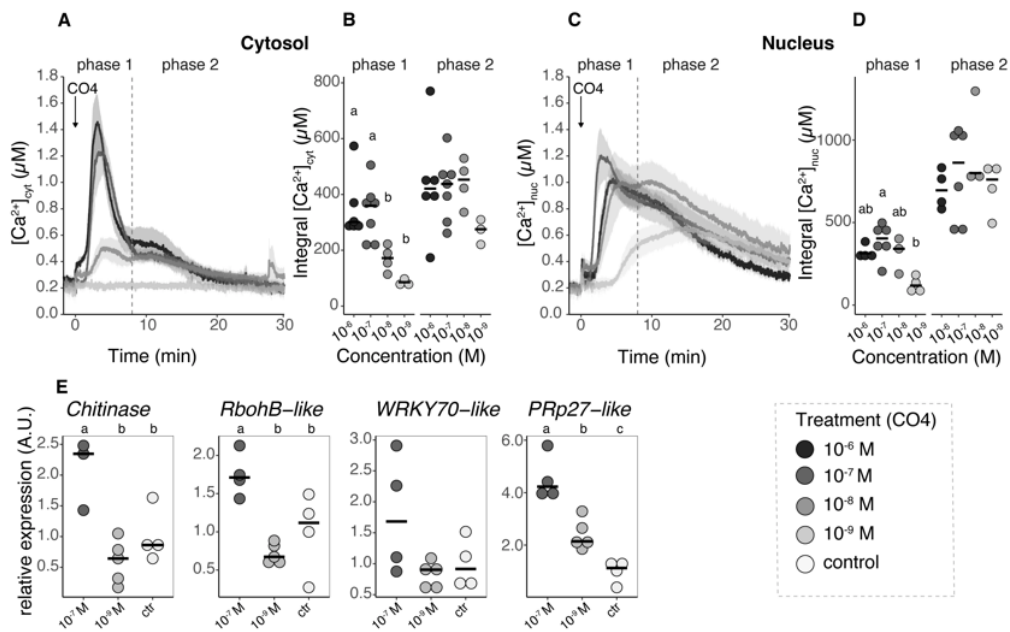 A
B
C
D
Cytosol
Nucleus
phase 1
phase 2
phase 1
phase 2
phase 1
phase 2
phase 1
phase 2
CO4
[Ca²⁺]cyt (µM)
1.8
1.6
1.4
1.2
1.0
0.8
0.6
0.4
0.2
0
0
10
20
30
Time (min)
Integral [Ca²⁺]cyt (µM)
800
600
400
200
0
a
a
b
b
10⁻⁶
10⁻⁷
10⁻⁸
10⁻⁹
10⁻⁶
10⁻⁷
10⁻⁸
10⁻⁹
Concentration (M)
CO4
[Ca²⁺]nuc (µM)
1.8
1.6
1.4
1.2
1.0
0.8
0.6
0.4
0.2
0
0
10
20
30
Time (min)
Integral [Ca²⁺]nuc (µM)
1000
500
0
ab
a
ab
b
10⁻⁶
10⁻⁷
10⁻⁸
10⁻⁹
10⁻⁶
10⁻⁷
10⁻⁸
10⁻⁹
Concentration (M)
E
relative expression (A.U.)
Chitinase
a b b
2.5
2.0
1.5
1.0
0.5
10⁻⁷ M
10⁻⁹ M
ctr
RbohB–like
a b b
2.0
1.5
1.0
0.5
10⁻⁷ M
10⁻⁹ M
ctr
WRKY70–like
3.0
2.5
2.0
1.5
1.0
0.5
10⁻⁷ M
10⁻⁹ M
ctr
PRp27–like
a b c
6.0
4.0
2.0
10⁻⁷ M
10⁻⁹ M
ctr
Treatment (CO4)
10⁻⁶ M
10⁻⁷ M
10⁻⁸ M
10⁻⁹ M
control